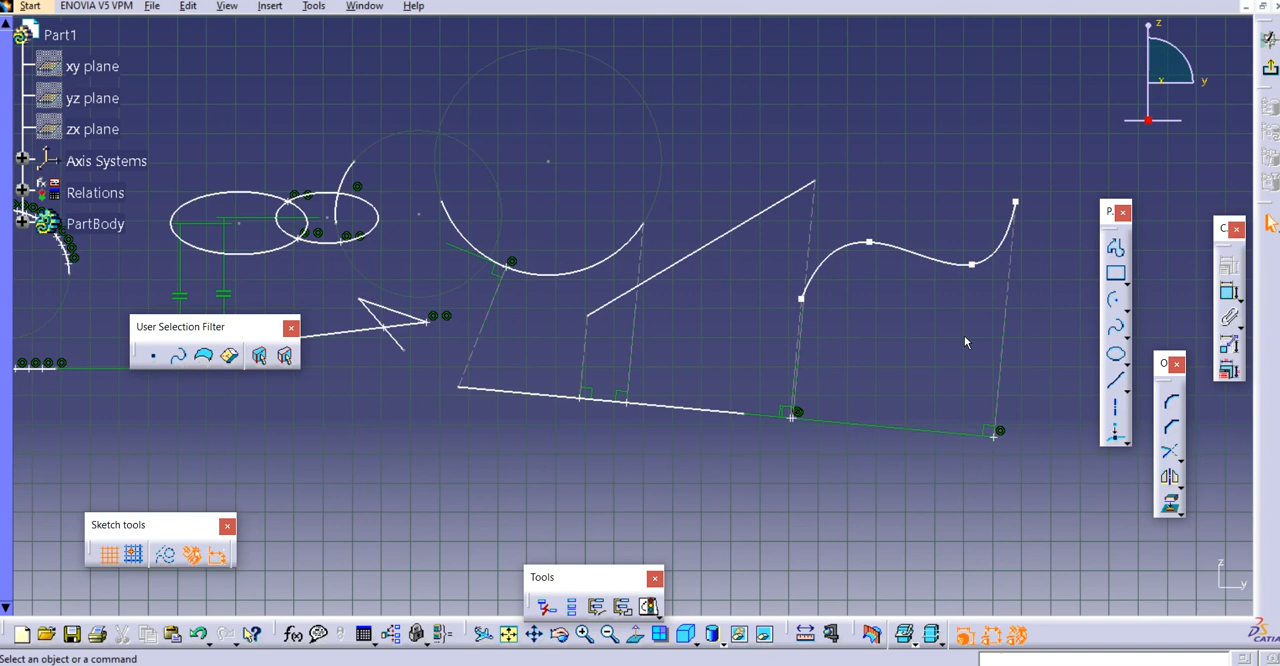 Start ENOVIA V5 VPM File Edit View Insert Tools Window Help
Part1
xy plane
yz plane
zx plane
Axis Systems
Relations
PartBody
z
x y
P.
C.
O
User Selection Filter
Sketch tools
Tools
z
y
f(x)
Select an object or a command
CATIA